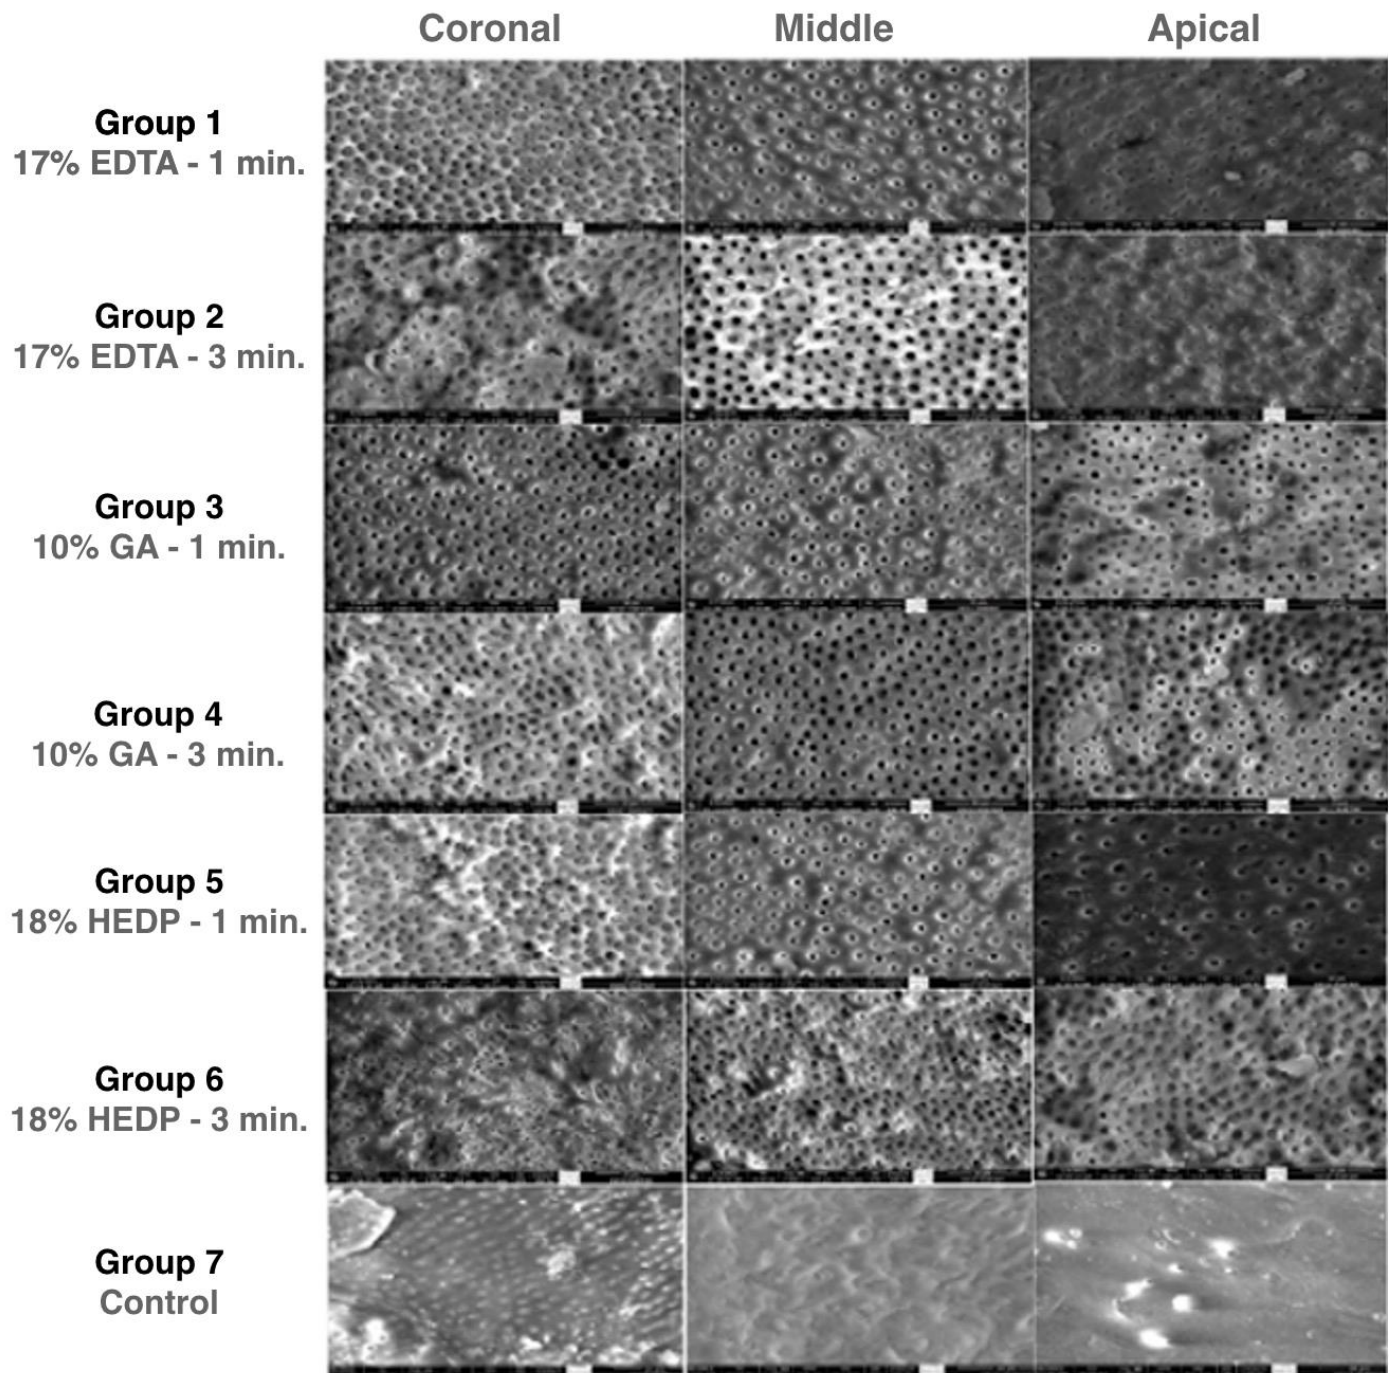 Coronal Middle Apical
Group 1
17% EDTA - 1 min.
Group 2
17% EDTA - 3 min.
Group 3
10% GA - 1 min.
Group 4
10% GA - 3 min.
Group 5
18% HEDP - 1 min.
Group 6
18% HEDP - 3 min.
Group 7
Control